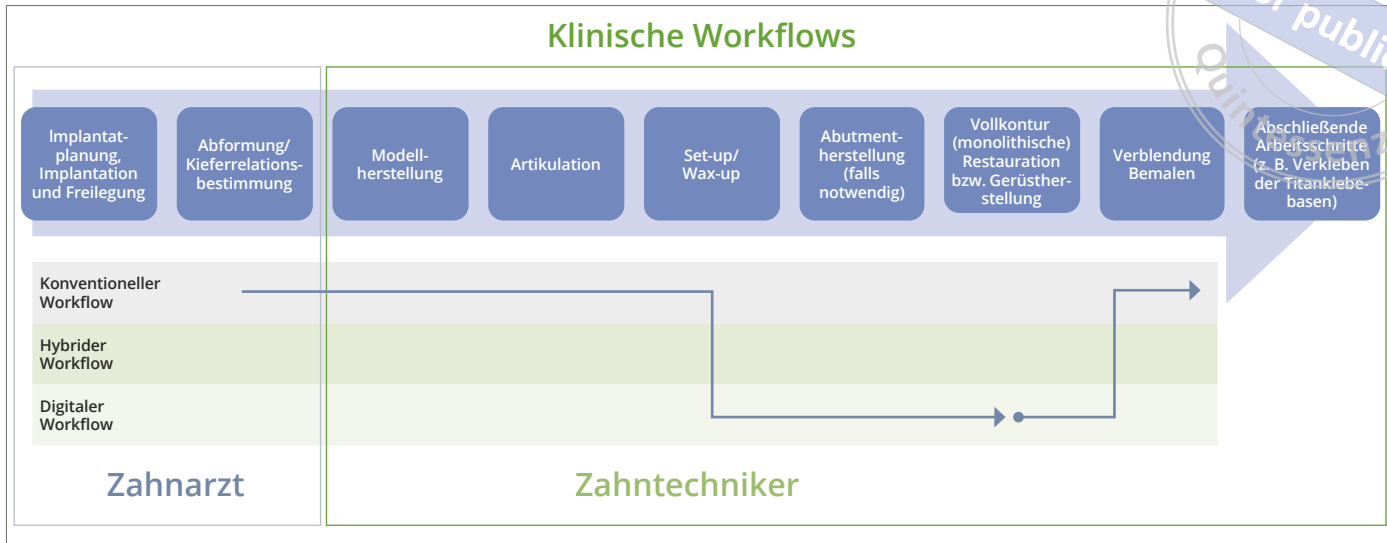 Klinische Workflows
Implantat-
planung,
Implantation
und Freilegung
Abformung/
Kieferrelations-
bestimmung
Modell-
herstellung
Artikulation
Set-up/
Wax-up
Abutment-
herstellung
(falls
notwendig)
Vollkontur
(monolithische)
Restauration
bzw. Gerüsther-
stellung
Verblendung
Bemalen
Abschließende
Arbeitsschritte
(z. B. Verkleben
der Titanklebe-
basen)
Konventioneller
Workflow
Hybrider
Workflow
Digitaler
Workflow
Zahnarzt
Zahntechniker